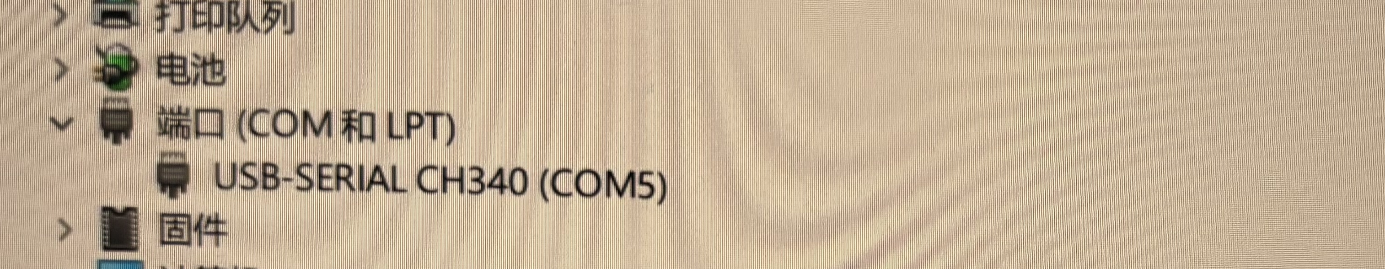 打印队列
电池
端口 (COM 和 LPT)
USB-SERIAL CH340 (COM5)
固件